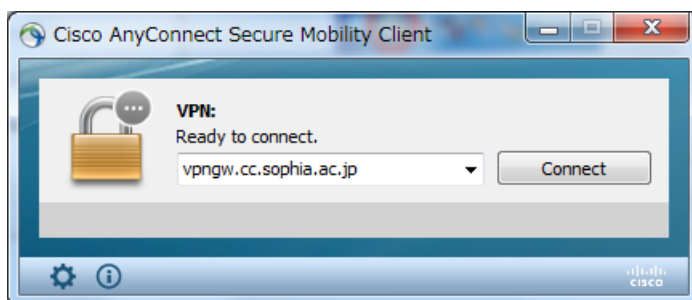 Cisco AnyConnect Secure Mobility Client
VPN:
Ready to connect.
vpngw.cc.sophia.ac.jp
Connect
CISCO